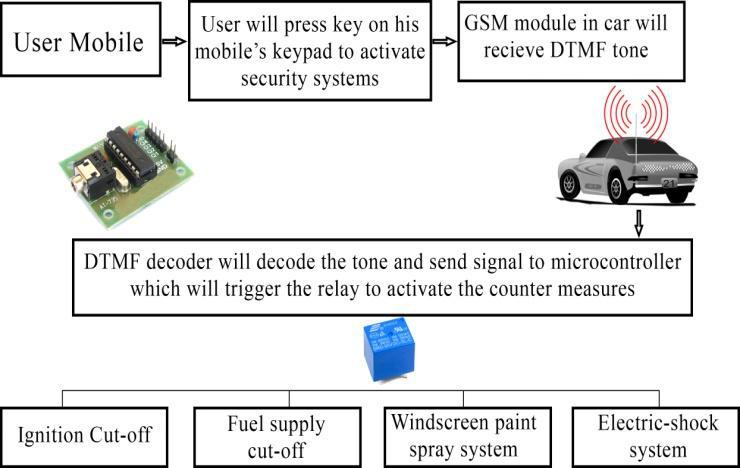 User Mobile
User will press key on his
mobile's keypad to activate
security systems
GSM module in car will
recieve DTMF tone
21
DTMF decoder will decode the tone and send signal to microcontroller
which will trigger the relay to activate the counter measures
Ignition Cut-off
Fuel supply
cut-off
Windscreen paint
spray system
Electric-shock
system